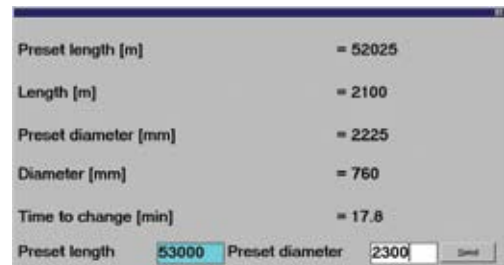 Preset length [m] = 52025
Length [m] = 2100
Preset diameter [mm] = 2225
Diameter [mm] = 760
Time to change [min] = 17.8
Preset length 53000 Preset diameter 2300 Send